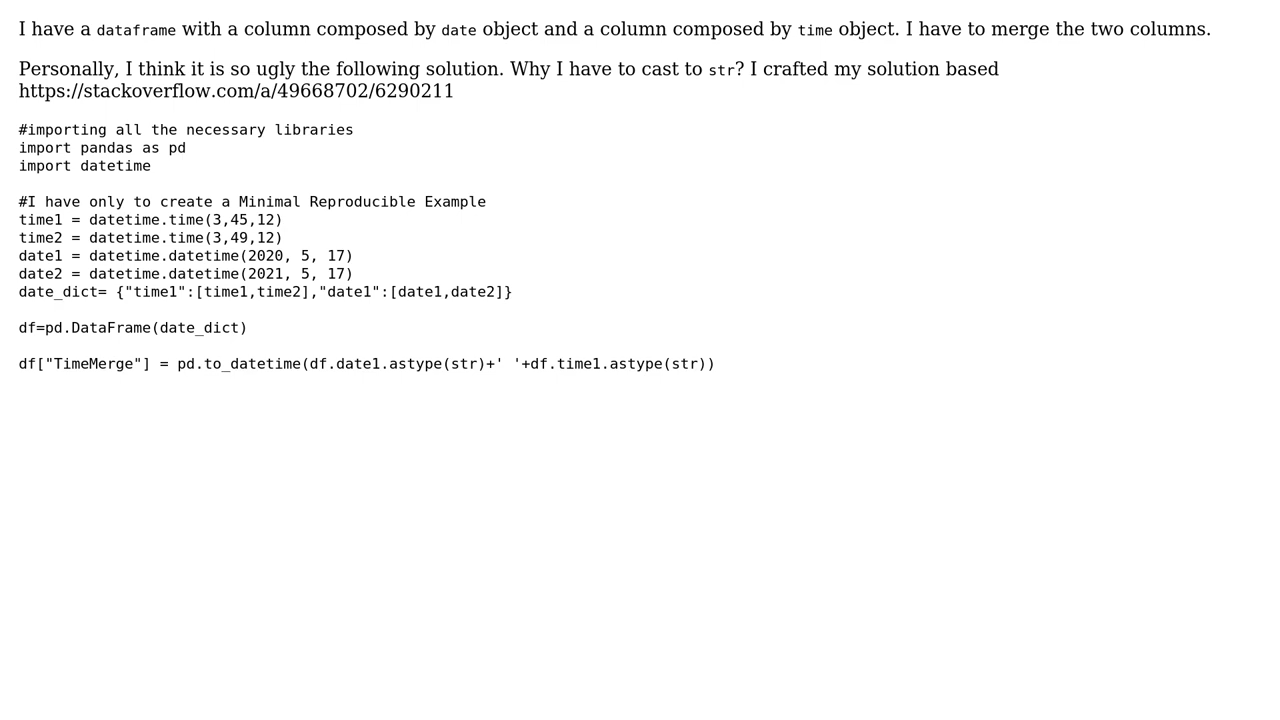 I have a dataframe with a column composed by date object and a column composed by time object. I have to merge the two columns.
Personally, I think it is so ugly the following solution. Why I have to cast to str? I crafted my solution based
https://stackoverflow.com/a/49668702/6290211
#importing all the necessary libraries
import pandas as pd
import datetime
#I have only to create a Minimal Reproducible Example
time1 = datetime.time(3,45,12)
time2 = datetime.time(3,49,12)
date1 = datetime.datetime(2020, 5, 17)
date2 = datetime.datetime(2021, 5, 17)
date_dict= {"time1":[time1,time2],"date1":[date1,date2]}
df=pd.DataFrame(date_dict)
df["TimeMerge"] = pd.to_datetime(df.date1.astype(str)+' '+df.time1.astype(str))